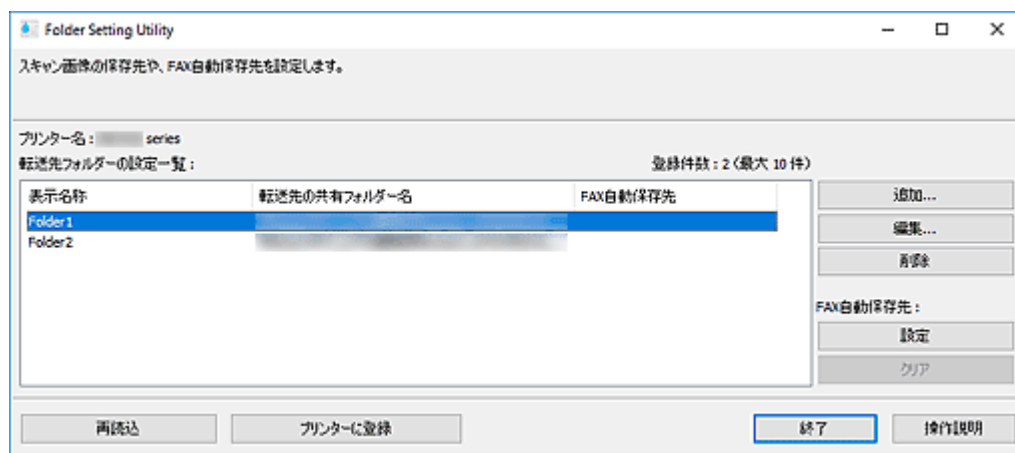 Folder Setting Utility
スキャン画像の保存先や、FAX自動保存先を設定します。
プリンター名： series
転送先フォルダーの設定一覧：
登録件数：2（最大 10 件）
表示名称 転送先の共有フォルダー名 FAX自動保存先
Folder1
Folder2
追加...
編集...
削除
FAX自動保存先：
設定
クリア
再読込 プリンターに登録 終了 操作説明